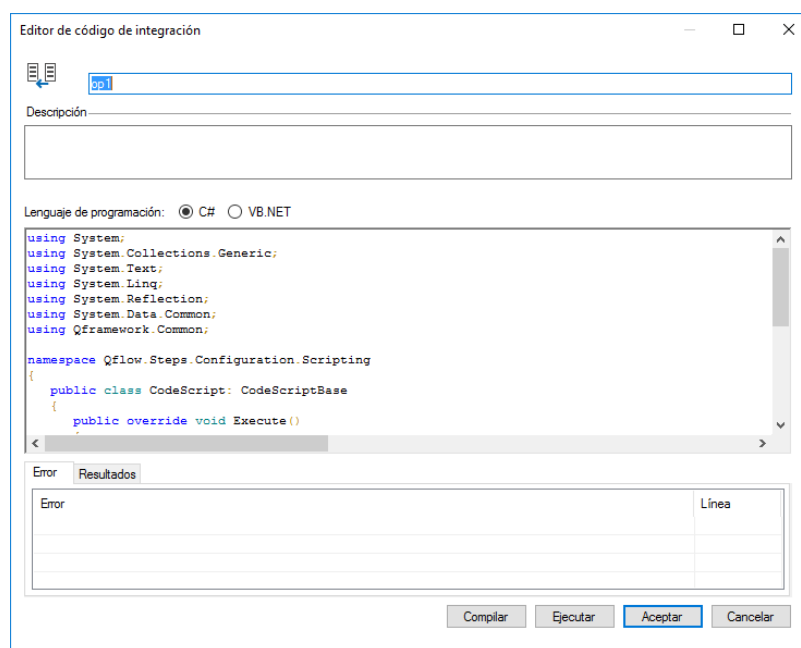 Editor de código de integración
op1
Descripción
Lenguaje de programación: C# VB.NET
using System;
using System.Collections.Generic;
using System.Text;
using System.Linq;
using System.Reflection;
using System.Data.Common;
using Qframework.Common;
namespace Qflow.Steps.Configuration.Scripting
{
public class CodeScript: CodeScriptBase
{
public override void Execute()
Error Resultados
Error Línea
Compilar Ejecutar Aceptar Cancelar